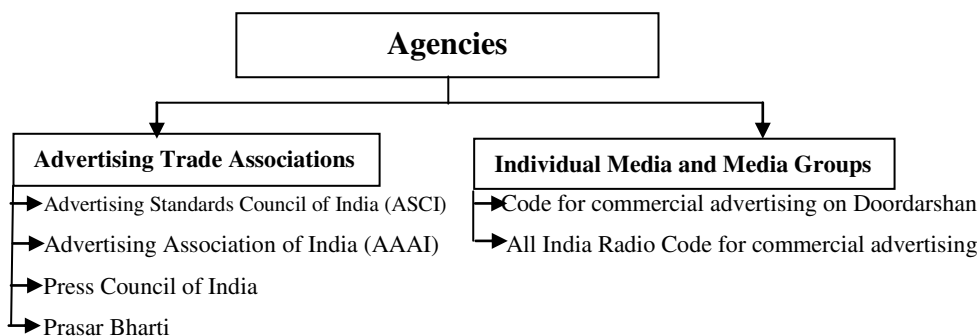 Agencies
Advertising Trade Associations
Advertising Standards Council of India (ASCI)
Advertising Association of India (AAAI)
Press Council of India
Prasar Bharti
Individual Media and Media Groups
Code for commercial advertising on Doordarshan
All India Radio Code for commercial advertising